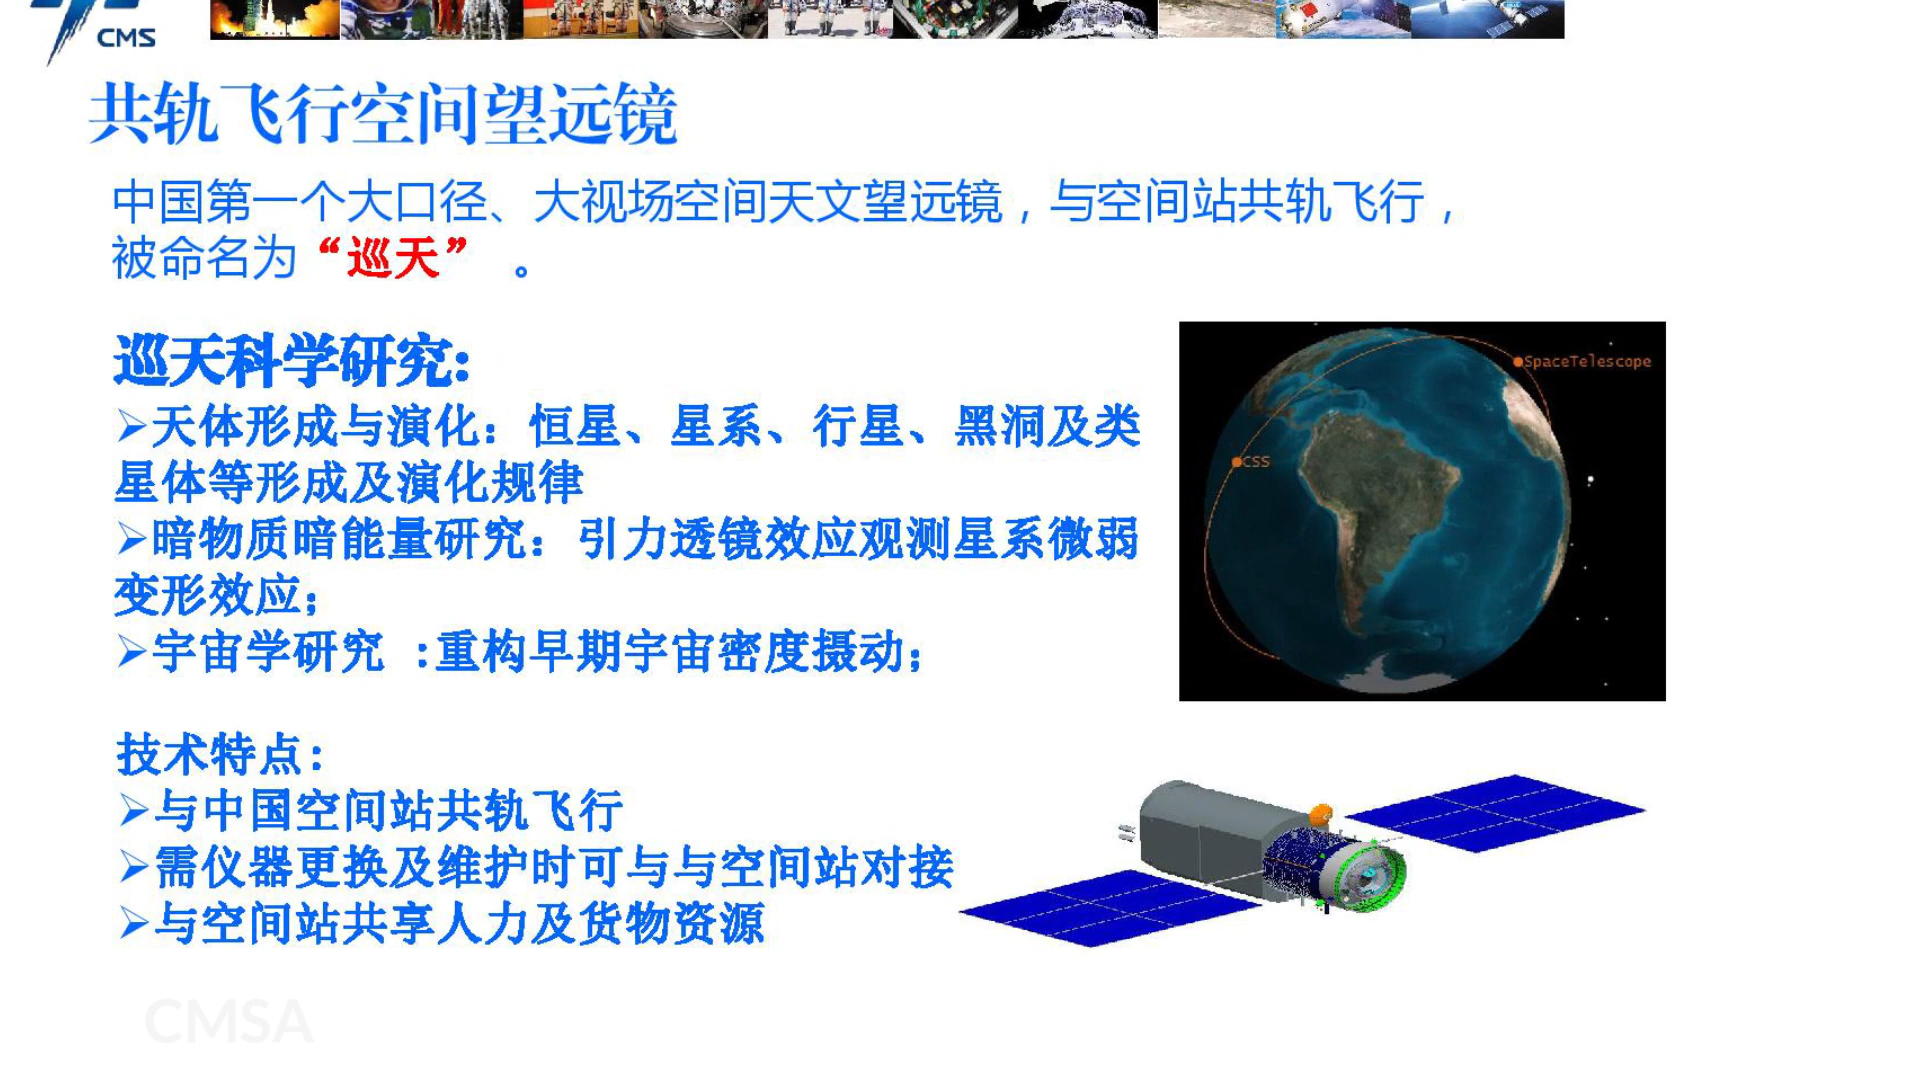 CMS
共轨飞行空间望远镜
中国第一个大口径、大视场空间天文望远镜，与空间站共轨飞行，
被命名为“巡天”。
巡天科学研究:
➢天体形成与演化：恒星、星系、行星、黑洞及类
星体等形成及演化规律
➢暗物质暗能量研究：引力透镜效应观测星系微弱
变形效应；
➢宇宙学研究 :重构早期宇宙密度摄动；
SpaceTelescope
CSS
技术特点：
➢与中国空间站共轨飞行
➢需仪器更换及维护时可与与空间站对接
➢与空间站共享人力及货物资源
CMSA